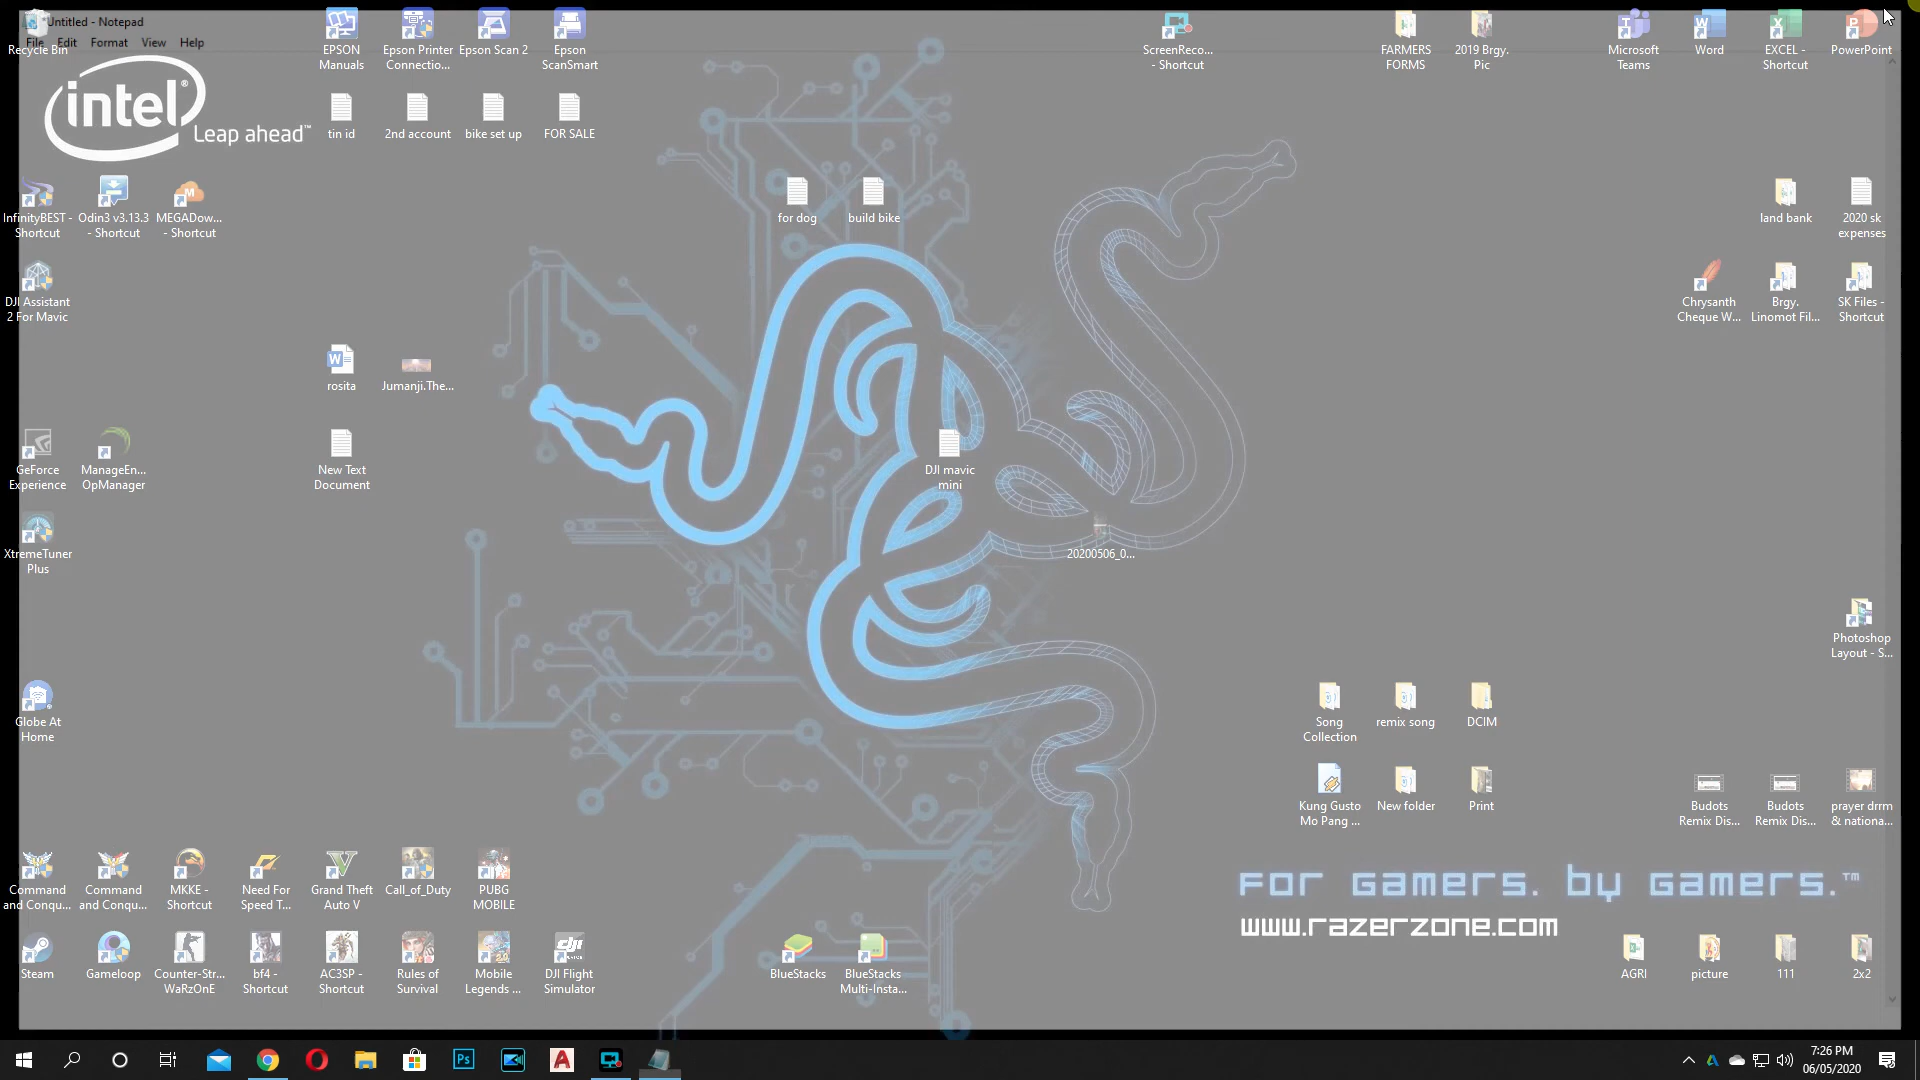 *Untitled - Notepad
File Edit Format View Help
Recycle Bin
EPSON
Manuals
Epson Printer
Connectio...
Epson Scan 2
Epson
ScanSmart
ScreenReco...
- Shortcut
FARMERS
FORMS
2019 Brgy.
Pic
Microsoft
Teams
Word
EXCEL -
Shortcut
PowerPoint
intel®
Leap ahead™
tin id
2nd account
bike set up
FOR SALE
InfinityBEST -
Shortcut
Odin3 v3.13.3
- Shortcut
MEGADow...
- Shortcut
for dog
build bike
land bank
2020 sk
expenses
DJI Assistant
2 For Mavic
Chrysanth
Cheque W...
Brgy.
Linomot Fil...
SK Files -
Shortcut
rosita
Jumanji.The...
GeForce
Experience
ManageEn...
OpManager
New Text
Document
DJI mavic
mini
XtremeTuner
Plus
20200506_0...
Photoshop
Layout - S...
Globe At
Home
Song
Collection
remix song
DCIM
Kung Gusto
Mo Pang ...
New folder
Print
Budots
Remix Dis...
Budots
Remix Dis...
prayer drrm
& nationa...
Command
and Conqu...
Command
and Conqu...
MKKE -
Shortcut
Need For
Speed T...
Grand Theft
Auto V
Call_of_Duty
PUBG
MOBILE
FOR GAMERS. BY GAMERS.™
www.razerzone.com
Steam
Gameloop
Counter-Str...
WaRzOnE
bf4 -
Shortcut
AC3SP -
Shortcut
Rules of
Survival
Mobile
Legends ...
DJI Flight
Simulator
BlueStacks
BlueStacks
Multi-Insta...
AGRI
picture
111
2x2
7:26 PM
06/05/2020